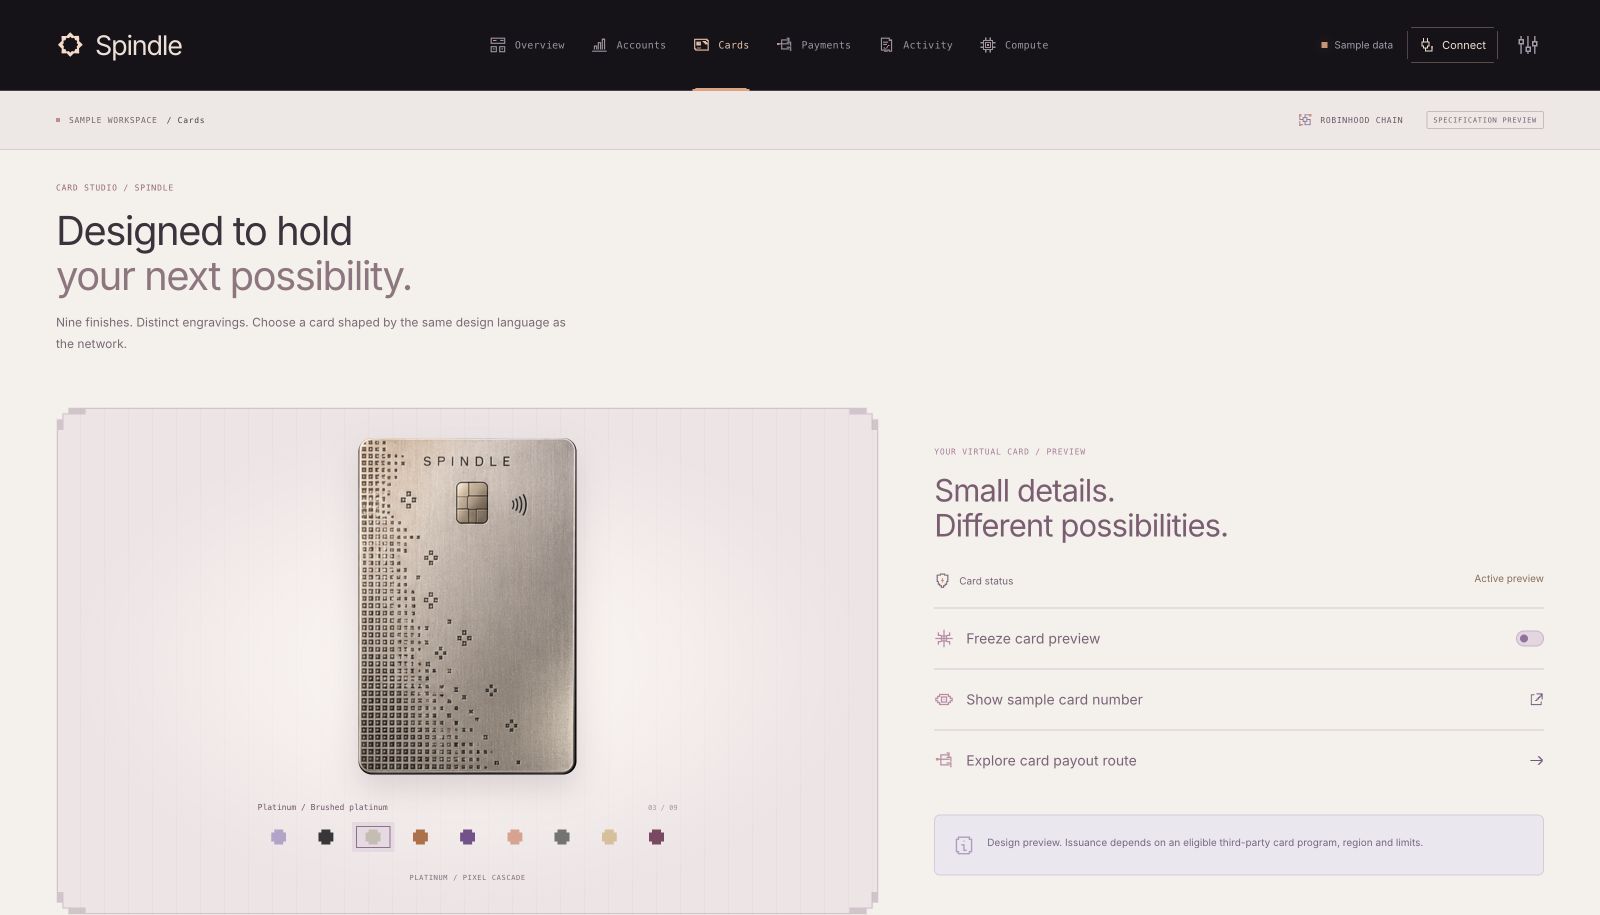 Spindle
Overview
Accounts
Cards
Payments
Activity
Compute
Sample data
Connect
SAMPLE WORKSPACE / Cards
ROBINHOOD CHAIN
SPECIFICATION PREVIEW
CARD STUDIO / SPINDLE
Designed to hold
your next possibility.
Nine finishes. Distinct engravings. Choose a card shaped by the same design language as
the network.
SPINDLE
Platinum / Brushed platinum
03 / 09
PLATINUM / PIXEL CASCADE
YOUR VIRTUAL CARD / PREVIEW
Small details.
Different possibilities.
Card status
Active preview
Freeze card preview
Show sample card number
Explore card payout route
Design preview. Issuance depends on an eligible third-party card program, region and limits.